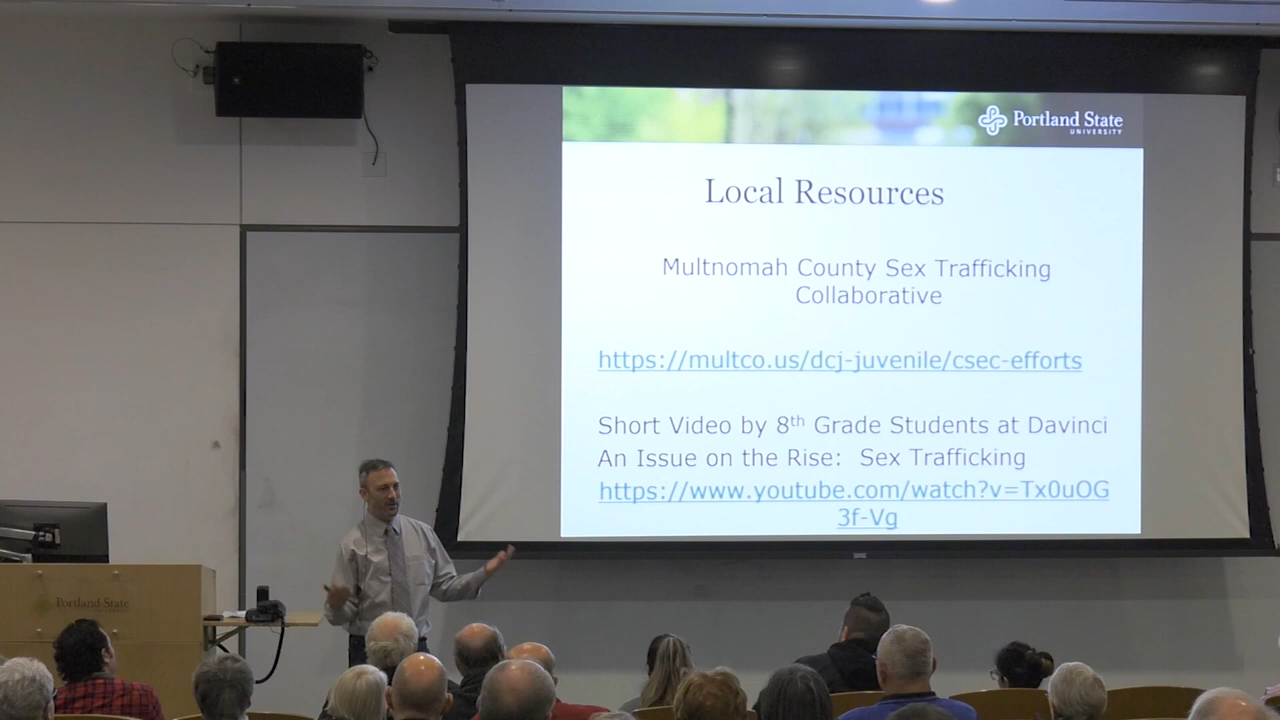 Portland State
UNIVERSITY
Local Resources
Multnomah County Sex Trafficking
Collaborative
https://multco.us/dcj-juvenile/csec-efforts
Short Video by 8th Grade Students at Davinci
An Issue on the Rise: Sex Trafficking
https://www.youtube.com/watch?v=Tx0uOG
3f-Vg
Portland State